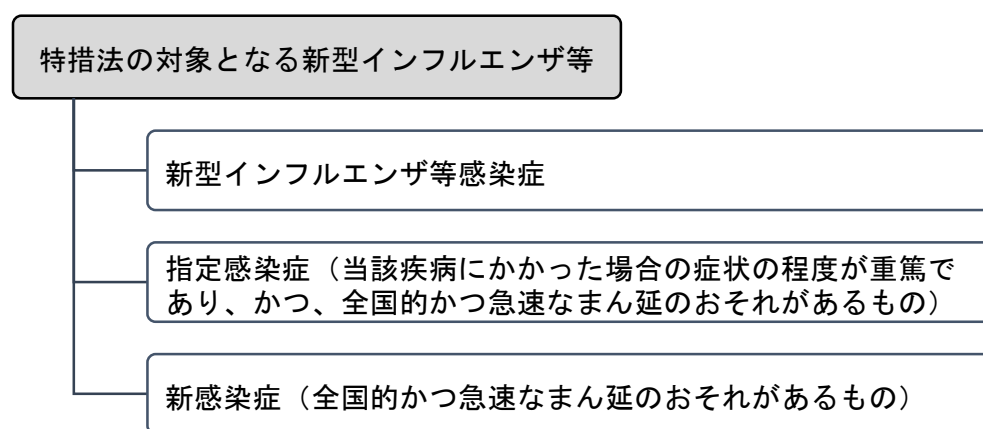 特措法の対象となる新型インフルエンザ等
新型インフルエンザ等感染症
指定感染症（当該疾病にかかった場合の症状の程度が重篤で
あり、かつ、全国的かつ急速なまん延のおそれがあるもの）
新感染症（全国的かつ急速なまん延のおそれがあるもの）